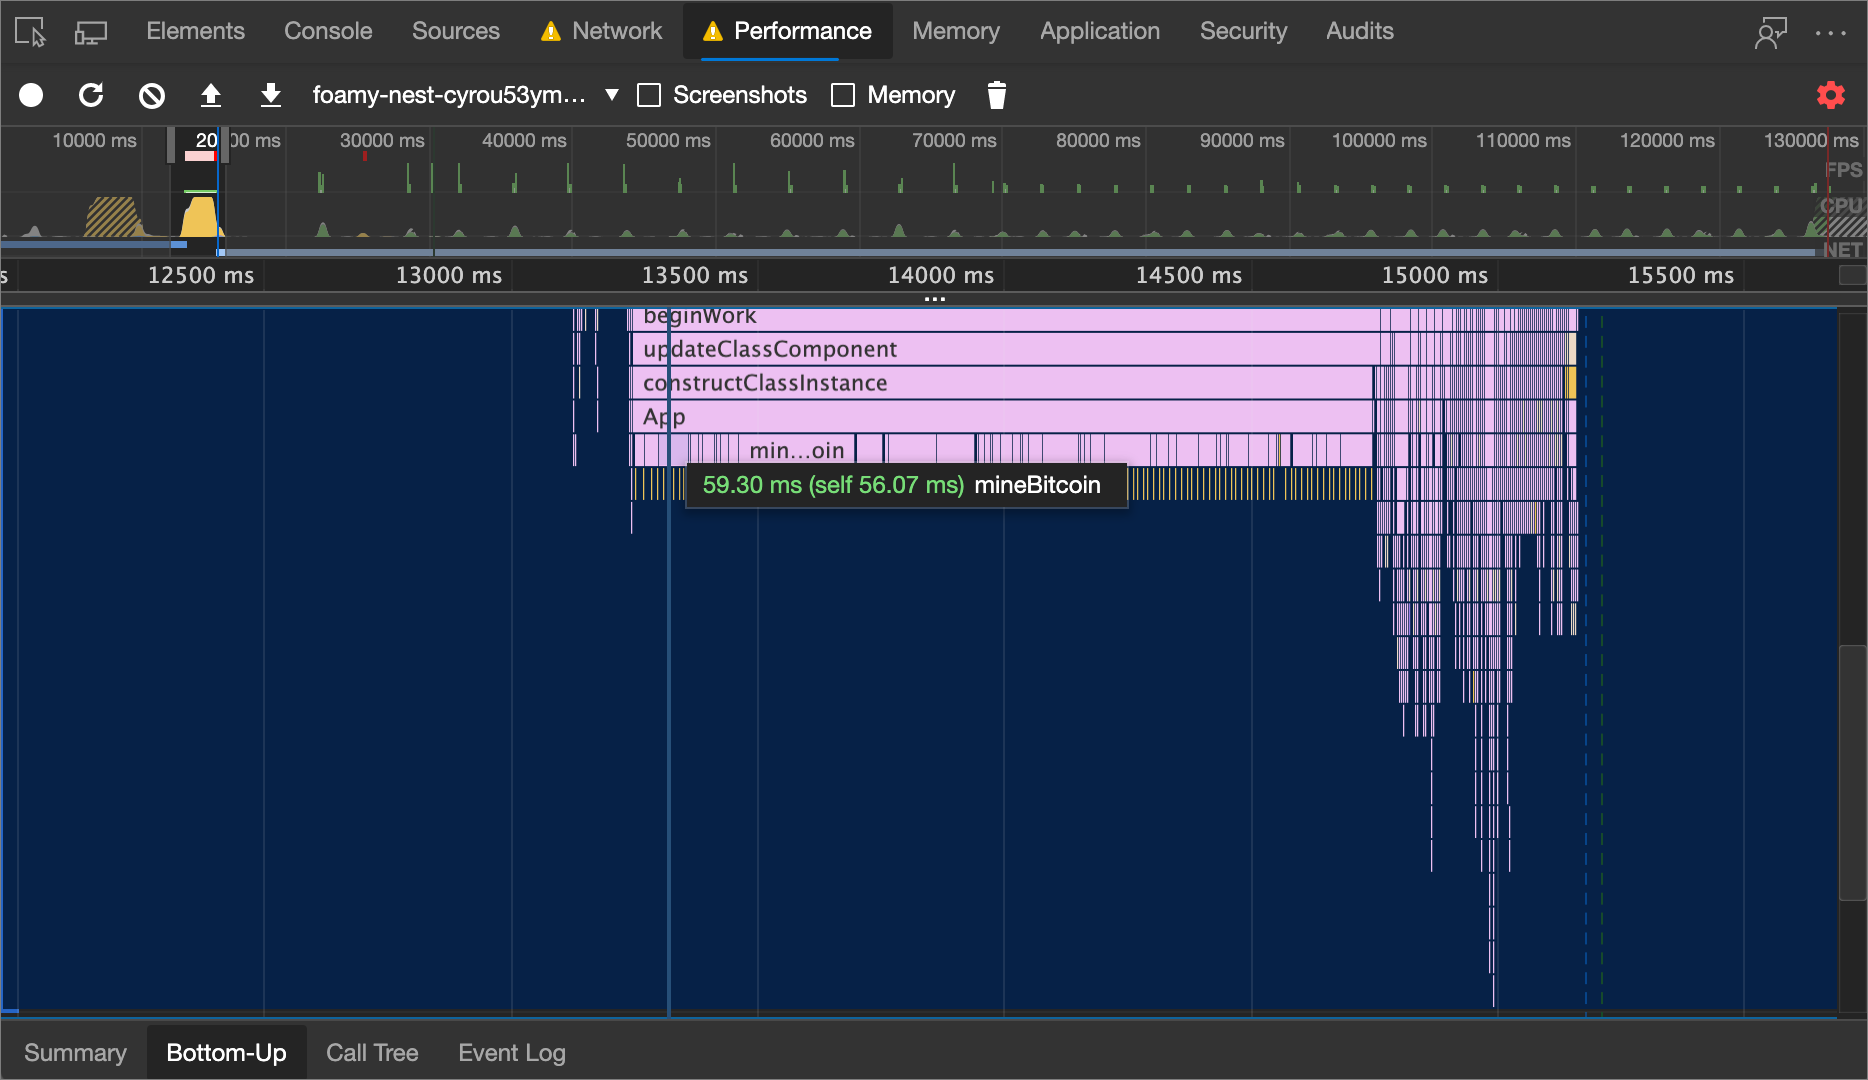 Elements Console Sources Network Performance Memory Application Security Audits
foamy-nest-cyrou53ym... Screenshots Memory
10000 ms 20 00 ms 30000 ms 40000 ms 50000 ms 60000 ms 70000 ms 80000 ms 90000 ms 100000 ms 110000 ms 120000 ms 130000 ms
FPS
CPU
NET
s 12500 ms 13000 ms 13500 ms 14000 ms 14500 ms 15000 ms 15500 ms
...
beginWork
updateClassComponent
constructClassInstance
App
min...oin
59.30 ms (self 56.07 ms) mineBitcoin
Summary Bottom-Up Call Tree Event Log